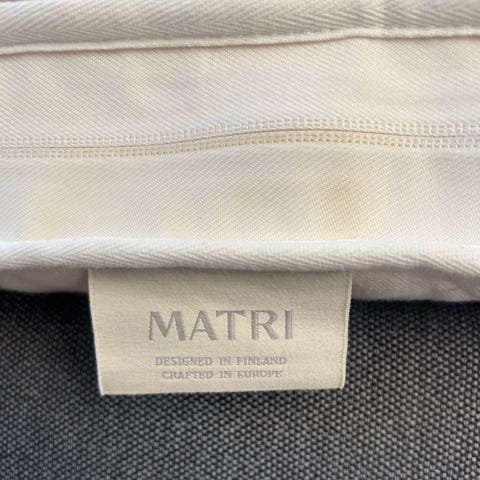 MATRI
DESIGNED IN FINLAND
CRAFTED IN EUROPE